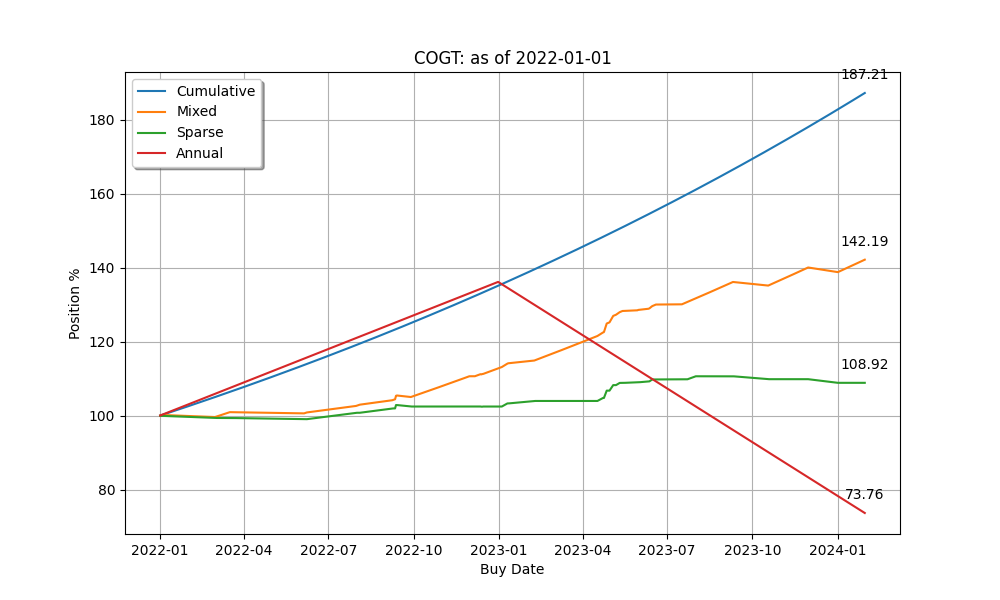 COGT: as of 2022-01-01
187.21
Cumulative
Mixed
Sparse
Annual
180
160
142.19
140
120
108.92
100
80
73.76
Position %
2022-01 2022-04 2022-07 2022-10 2023-01 2023-04 2023-07 2023-10 2024-01
Buy Date